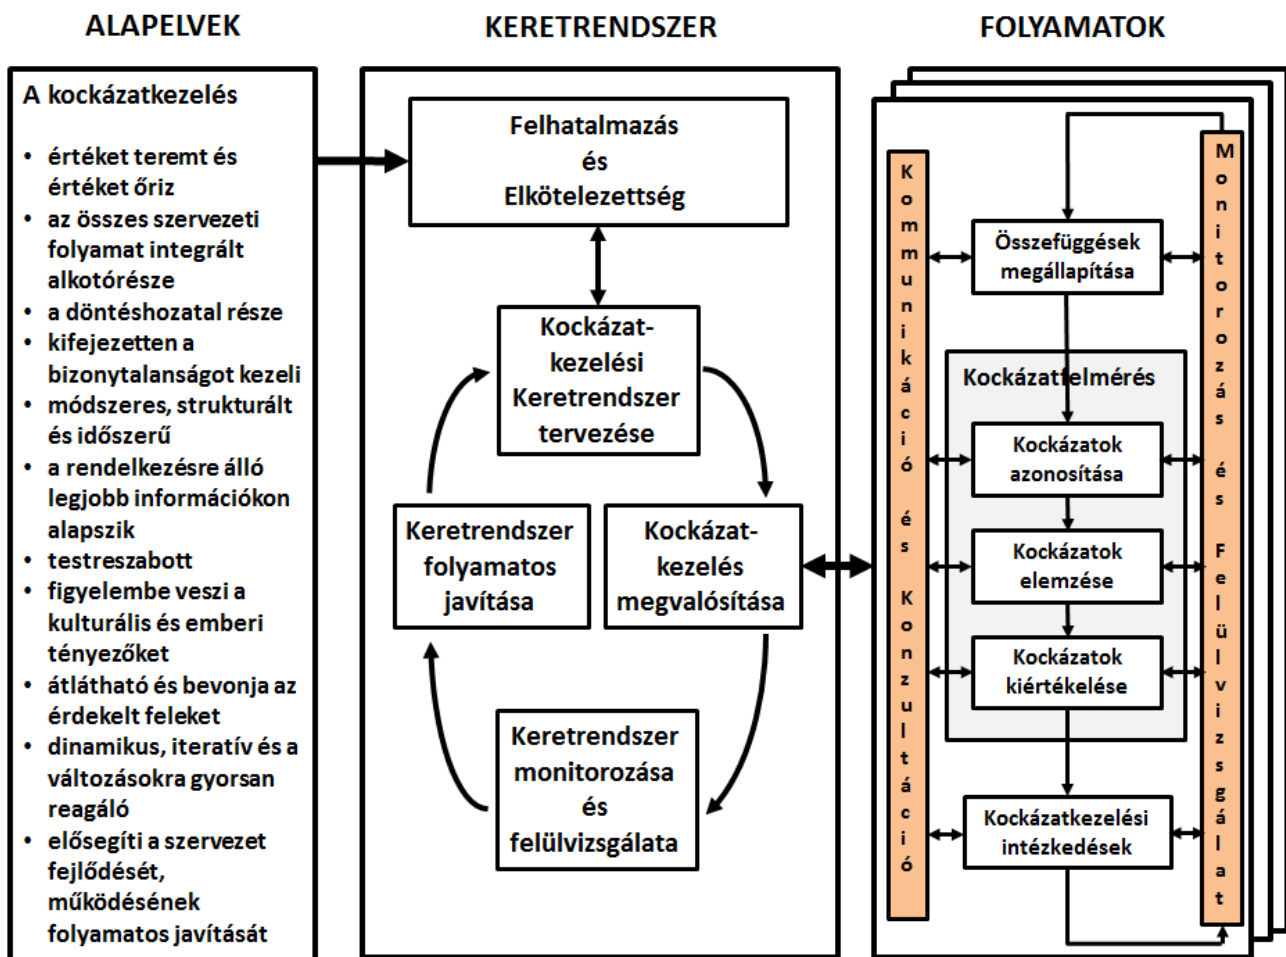 ALAPELVEK
A kockázatkezelés
• értéket teremt és
értéket őriz
• az összes szervezeti
folyamat integrált
alkotórésze
• a döntéshozatal része
• kifejezetten a
bizonytalanságot kezeli
• módszeres, strukturált
és időszerű
• a rendelkezésre álló
legjobb információkon
alapszik
• testreszabott
• figyelembe veszi a
kulturális és emberi
tényezőket
• átlátható és bevonja az
érdekelt feleket
• dinamikus, iteratív és a
változásokra gyorsan
reagáló
• elősegíti a szervezet
fejlődését,
működésének
folyamatos javítását
KERETRENDSZER
Felhatalmazás
és
Elkötelezettség
Kockázat-
kezelési
Keretrendszer
tervezése
Kockázat-
kezelés
megvalósítása
Keretrendszer
monitorozása
és
felülvizsgálata
Keretrendszer
folyamatos
javítása
FOLYAMATOK
Kommunikáció és Konzultáció
Összefüggések
megállapítása
Kockázatfelmérés
Kockázatok
azonosítása
Kockázatok
elemzése
Kockázatok
kiértékelése
Kockázatkezelési
intézkedések
Monitorozás és Felülvizsgálat